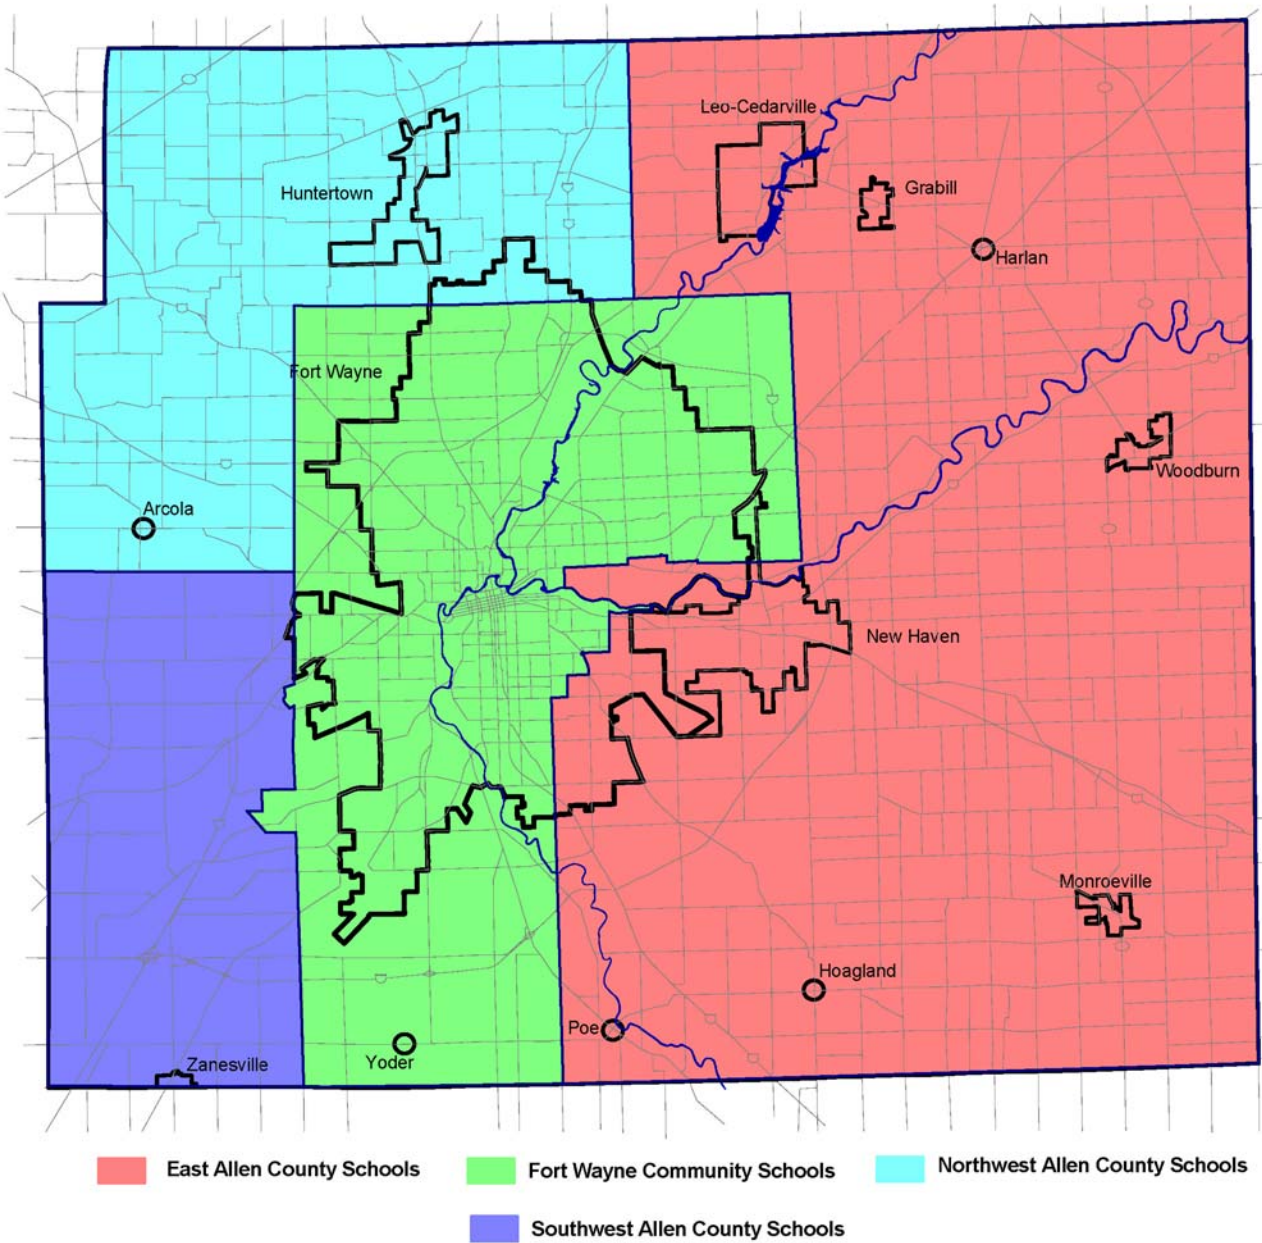 Leo-Cedarville
Grabill
Huntertown
Harlan
Fort Wayne
Woodburn
Arcola
New Haven
Monroeville
Hoagland
Poe
Zanesville
Yoder
East Allen County Schools
Fort Wayne Community Schools
Northwest Allen County Schools
Southwest Allen County Schools